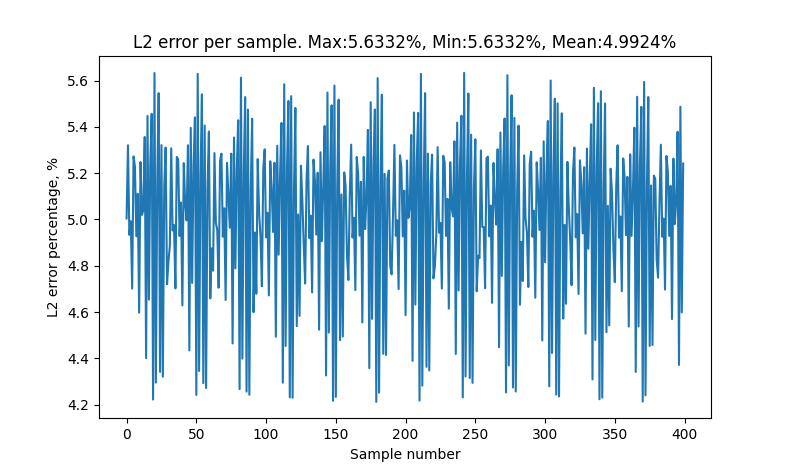 L2 error per sample. Max:5.6332%, Min:5.6332%, Mean:4.9924%
5.6
5.4
5.2
5.0
4.8
4.6
4.4
4.2
L2 error percentage, %
0 50 100 150 200 250 300 350 400
Sample number